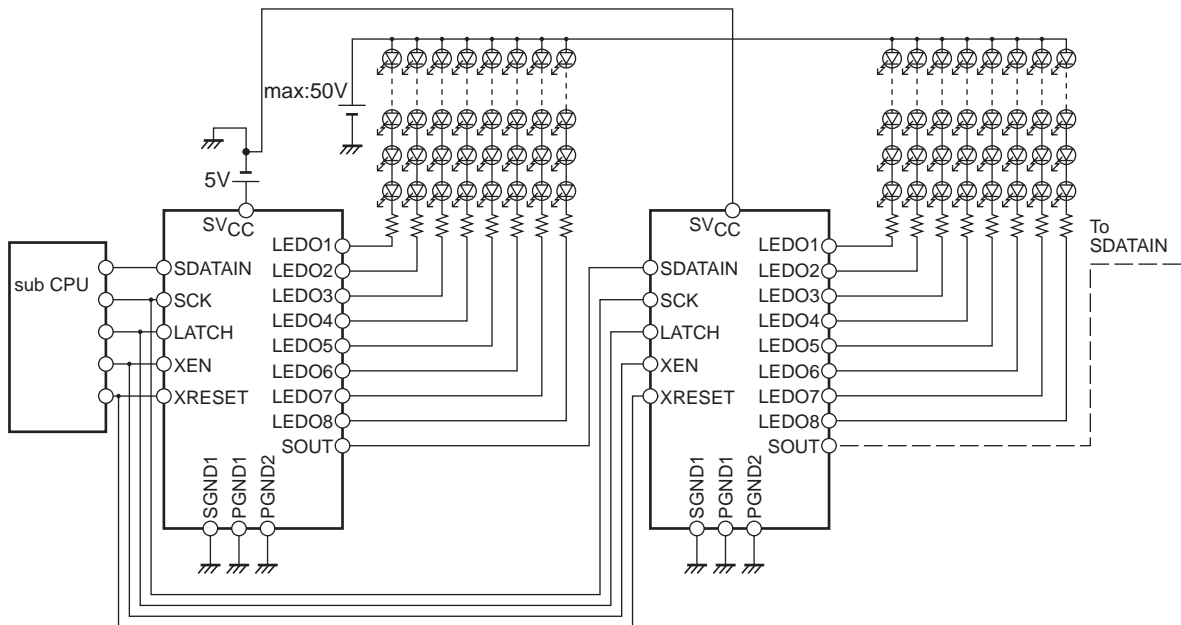 max:50V
5V
sub CPU
SVCC
SDATAIN
SCK
LATCH
XEN
XRESET
LEDO1
LEDO2
LEDO3
LEDO4
LEDO5
LEDO6
LEDO7
LEDO8
SOUT
SGND1
PGND1
PGND2
SVCC
SDATAIN
SCK
LATCH
XEN
XRESET
LEDO1
LEDO2
LEDO3
LEDO4
LEDO5
LEDO6
LEDO7
LEDO8
SOUT
SGND1
PGND1
PGND2
To
SDATAIN